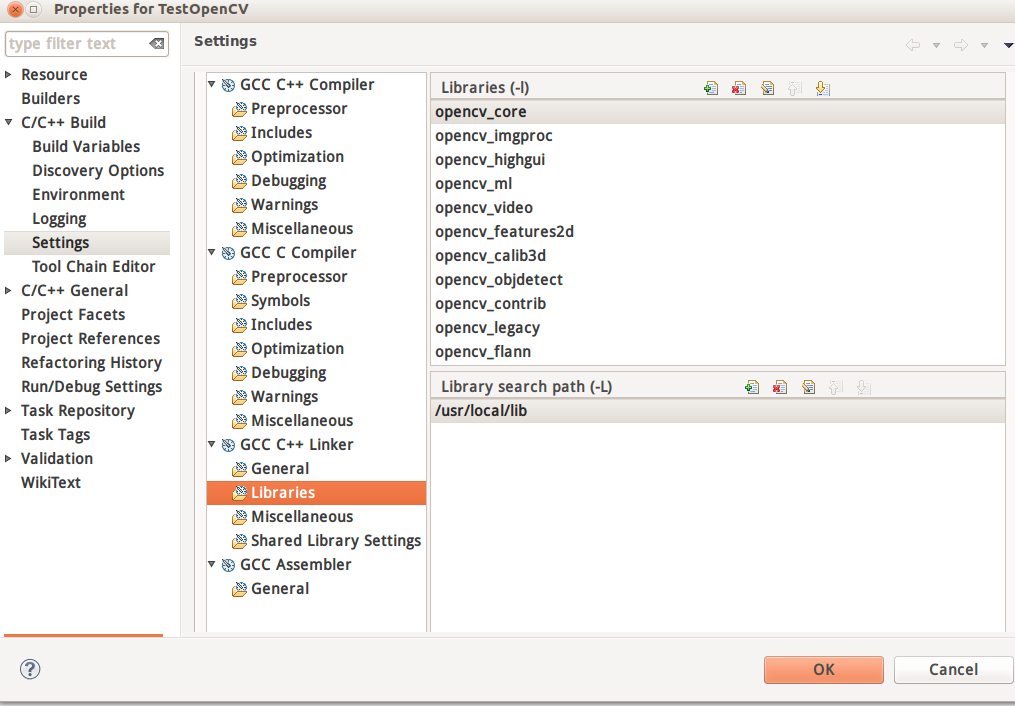 Properties for TestOpenCV
type filter text
Settings
Resource
Builders
C/C++ Build
Build Variables
Discovery Options
Environment
Logging
Settings
Tool Chain Editor
C/C++ General
Project Facets
Project References
Refactoring History
Run/Debug Settings
Task Repository
Task Tags
Validation
WikiText
GCC C++ Compiler
Preprocessor
Includes
Optimization
Debugging
Warnings
Miscellaneous
GCC C Compiler
Preprocessor
Symbols
Includes
Optimization
Debugging
Warnings
Miscellaneous
GCC C++ Linker
General
Libraries
Miscellaneous
Shared Library Settings
GCC Assembler
General
Libraries (-l)
opencv_core
opencv_imgproc
opencv_highgui
opencv_ml
opencv_video
opencv_features2d
opencv_calib3d
opencv_objdetect
opencv_contrib
opencv_legacy
opencv_flann
Library search path (-L)
/usr/local/lib
?
OK
Cancel